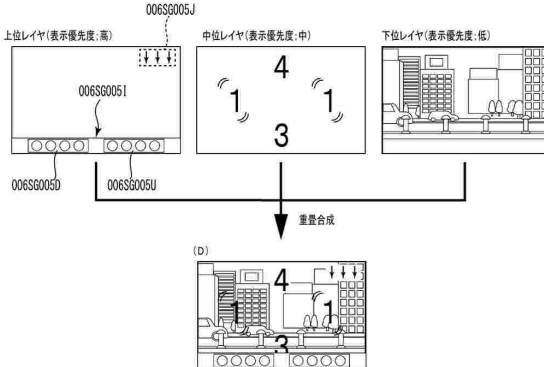 006SG005J
上位レイヤ(表示優先度:高)
中位レイヤ(表示優先度:中)
下位レイヤ(表示優先度:低)
↓↓↓
006SG005I
4
1 1
3
006SG005D
006SG005U
重畳合成
(D)
4
↓↓↓
1 1
3